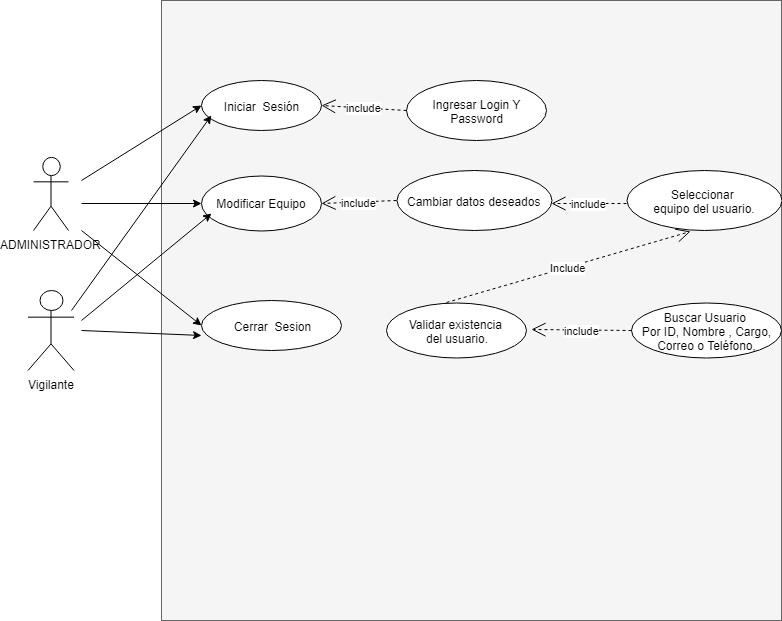 Iniciar Sesión
include
Ingresar Login Y
Password
ADMINISTRADOR
Modificar Equipo
include
Cambiar datos deseados
include
Seleccionar
equipo del usuario.
Include
Vigilante
Cerrar Sesion
Validar existencia
del usuario.
include
Buscar Usuario
Por ID, Nombre , Cargo,
Correo o Teléfono,